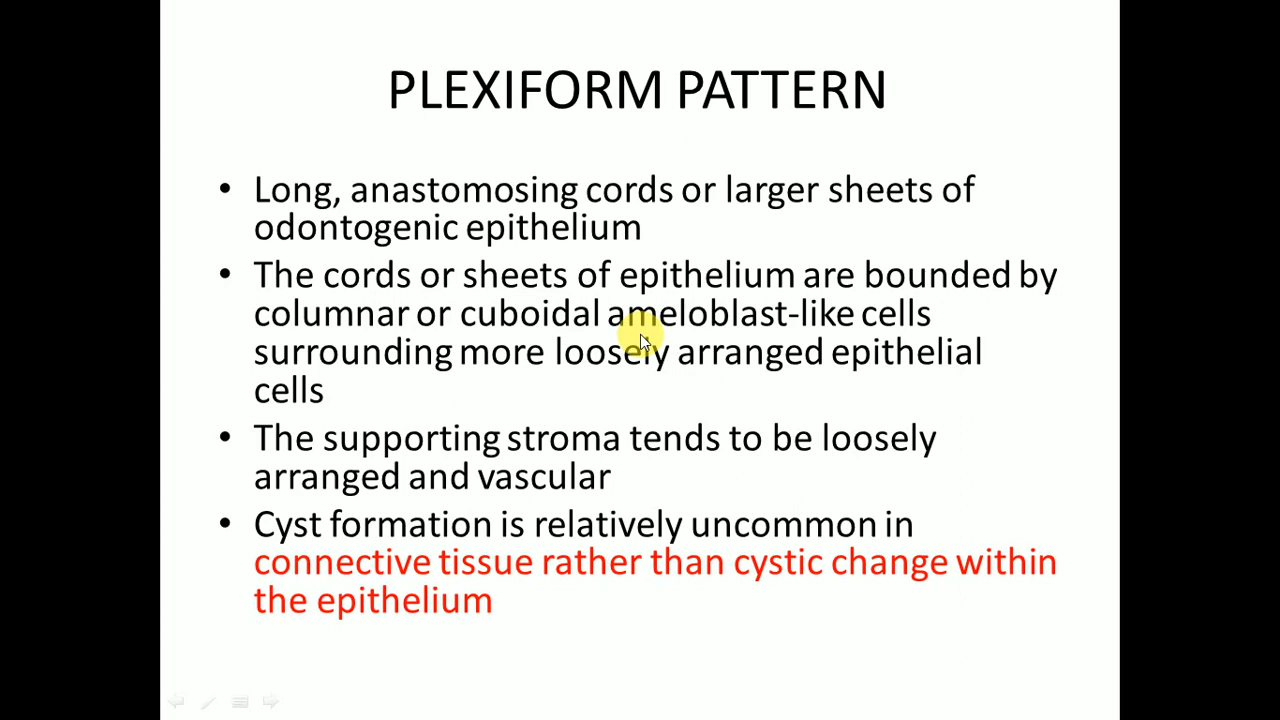 PLEXIFORM PATTERN
• Long, anastomosing cords or larger sheets of
odontogenic epithelium
• The cords or sheets of epithelium are bounded by
columnar or cuboidal ameloblast-like cells
surrounding more loosely arranged epithelial
cells
• The supporting stroma tends to be loosely
arranged and vascular
• Cyst formation is relatively uncommon in
connective tissue rather than cystic change within
the epithelium